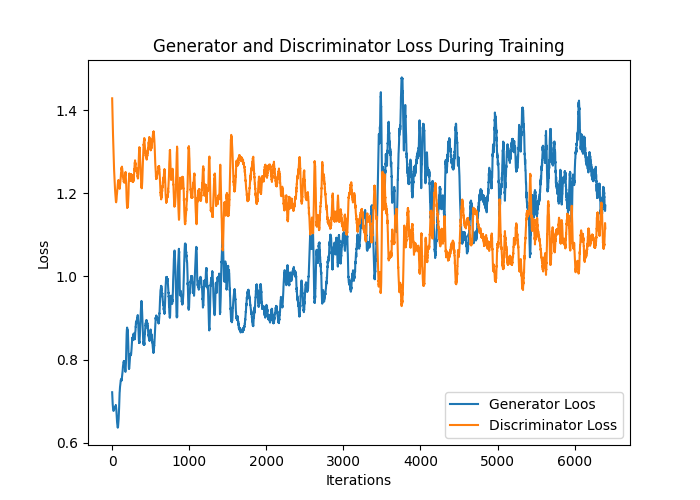 Generator and Discriminator Loss During Training
1.4
1.2
1.0
0.8
0.6
Loss
0
1000
2000
3000
4000
5000
6000
Iterations
Generator Loos
Discriminator Loss